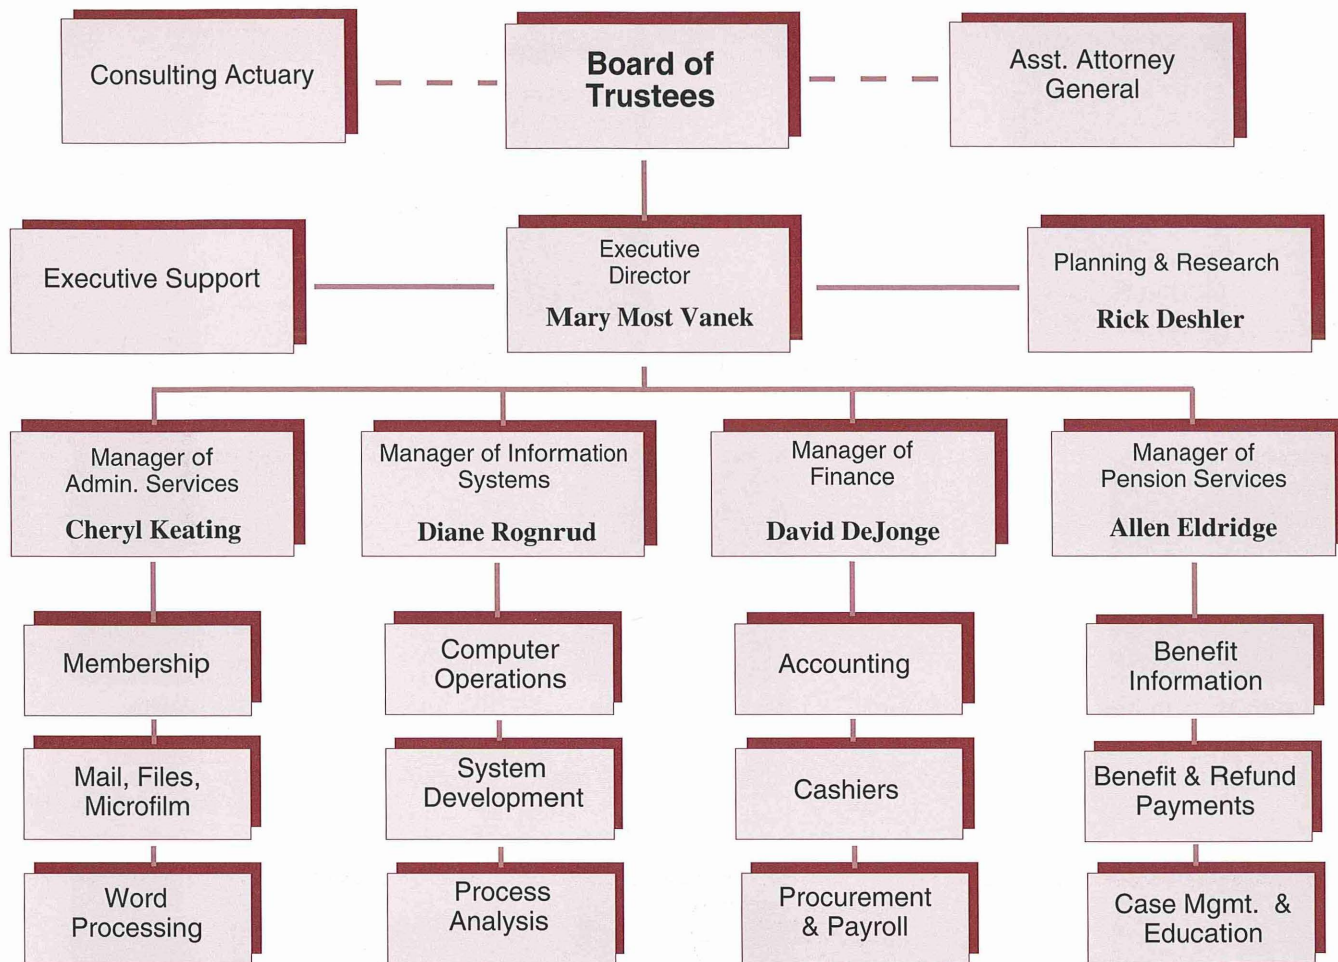 Consulting Actuary
Board of
Trustees
Asst. Attorney
General
Executive Support
Executive
Director
Mary Most Vanek
Planning & Research
Rick Deshler
Manager of
Admin. Services
Cheryl Keating
Manager of Information
Systems
Diane Rognrud
Manager of
Finance
David DeJonge
Manager of
Pension Services
Allen Eldridge
Membership
Computer
Operations
Accounting
Benefit
Information
Mail, Files,
Microfilm
System
Development
Cashiers
Benefit & Refund
Payments
Word
Processing
Process
Analysis
Procurement
& Payroll
Case Mgmt. &
Education